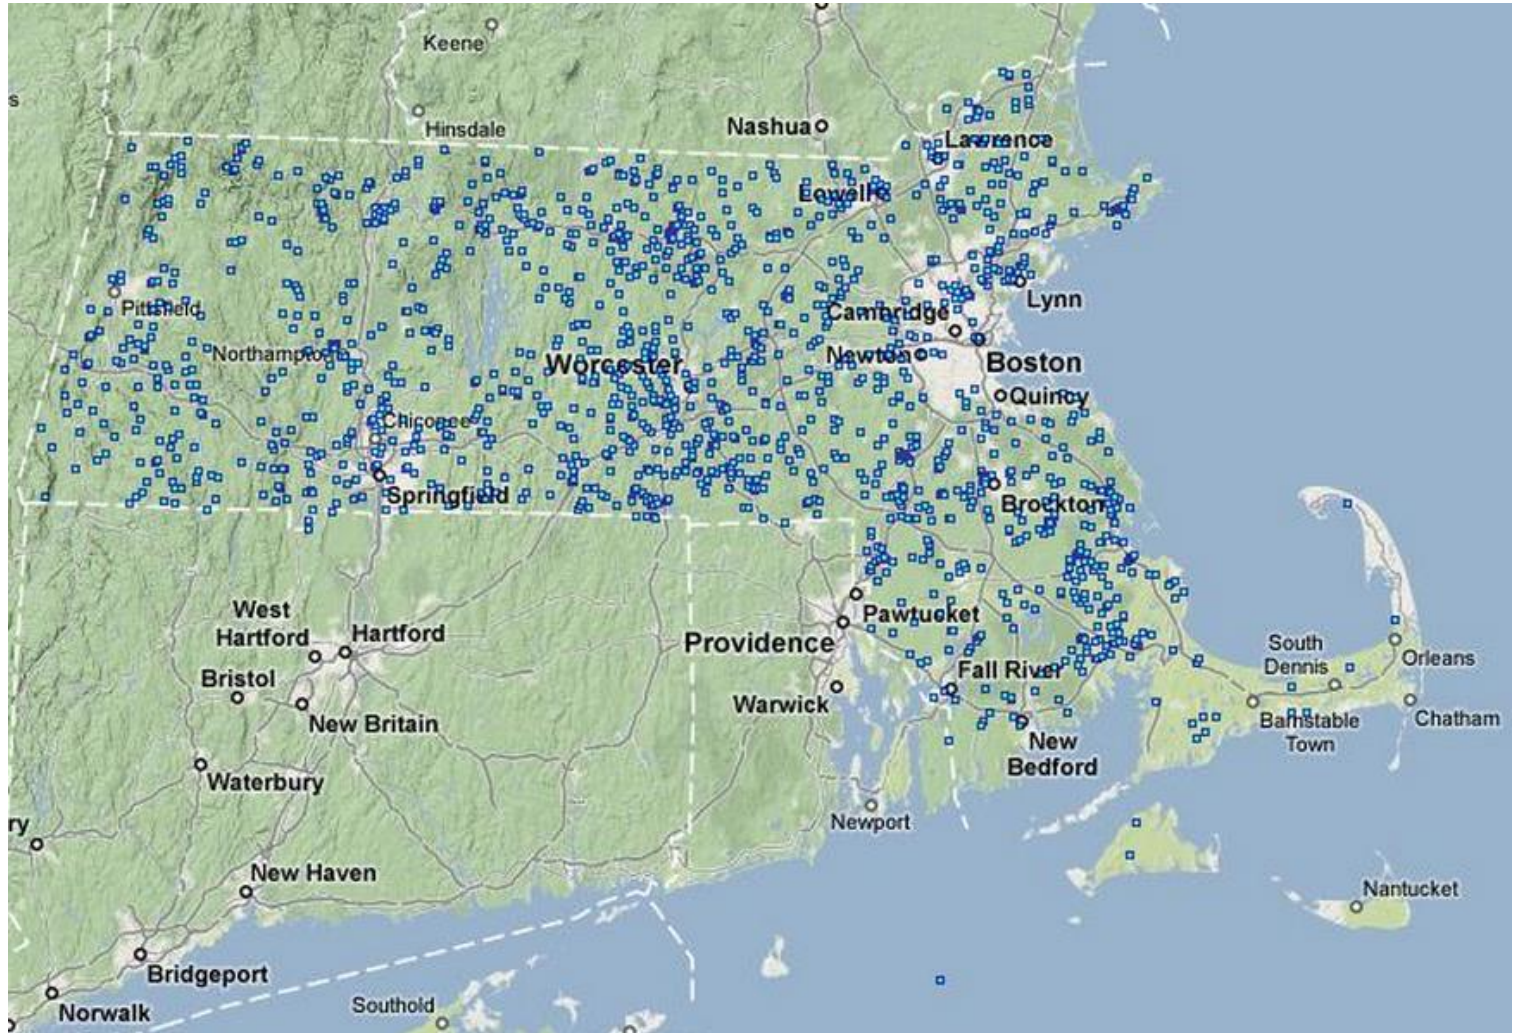 Keene
s
Hinsdale
Nashua
Lawrence
Lowell
Lynn
Pittsfield
Cambridge
Northampton
Newton
Worcester
Boston
Quincy
Chicopee
Springfield
Brockton
West
Hartford
Hartford
Pawtucket
Providence
South
Dennis
Orleans
Bristol
Fall River
Warwick
New Britain
Barnstable
Town
Chatham
New
Bedford
Waterbury
ry
Newport
New Haven
Nantucket
Bridgeport
Southold
Norwalk